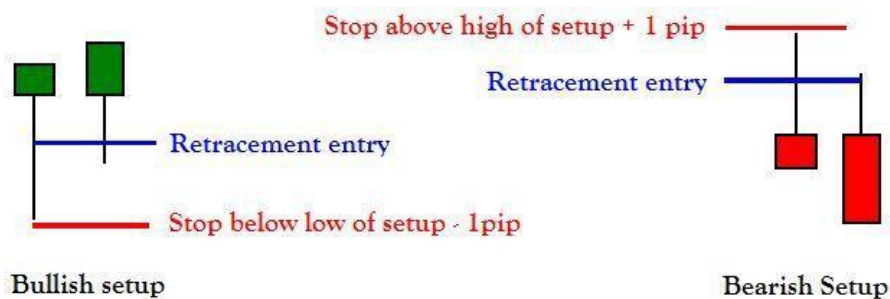 Stop above high of setup + 1 pip
Retracement entry
Retracement entry
Stop below low of setup - 1pip
Bullish setup
Bearish Setup